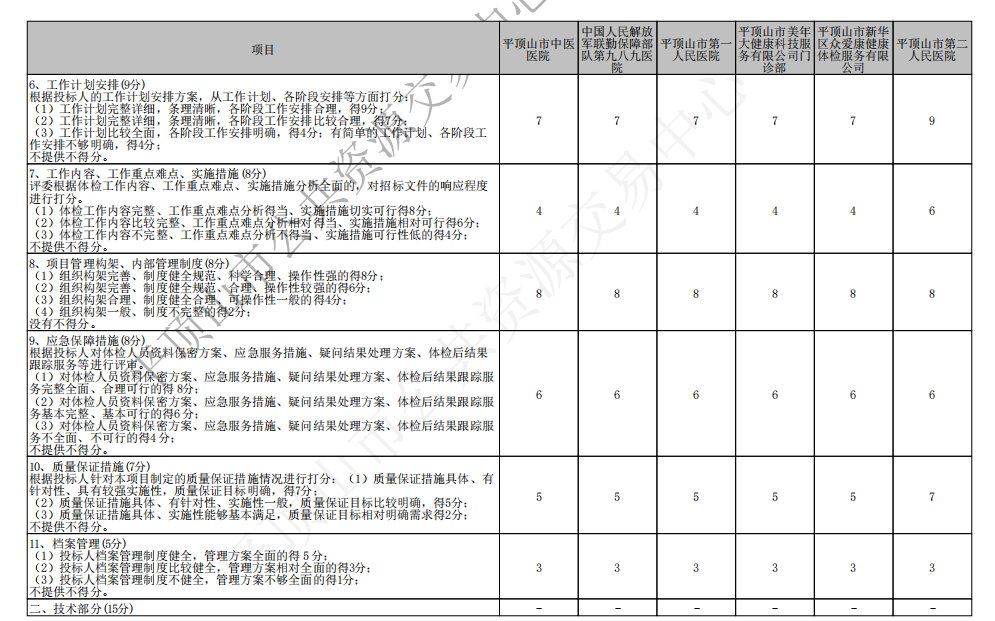 项目
平顶山市中医
医院
中国人民解放
军联勤保障部
队第九八九医
院
平顶山市第一
人民医院
平顶山市美年
大健康科技服
务有限公司门
诊部
平顶山市新华
区众爱康健康
体检服务有限
公司
平顶山市第二
人民医院
6、工作计划安排(9分)
根据投标人的工作计划安排方案，从工作计划、各阶段安排等方面打分；
（1）工作计划完整详细，条理清晰，各阶段工作安排合理，得9分；
（2）工作计划完整详细，条理清晰，各阶段工作安排比较合理，得7分；
（3）工作计划比较全面，各阶段工作安排明确，得4分；有简单的工作计划、各阶段工
作安排不够明确，得4分；
不提供不得分。
7 7 7 7 7 9
7、工作内容、工作重点难点、实施措施(8分)
评委根据体检工作内容、工作重点难点、实施措施分析全面的，对招标文件的响应程度
进行打分。
（1）体检工作内容完整、工作重点难点分析得当、实施措施切实可行得8分；
（2）体检工作内容比较完整、工作重点难点分析相对得当、实施措施相对可行得6分；
（3）体检工作内容不完整、工作重点难点分析不得当、实施措施可行性低的得4分；
不提供不得分。
4 4 4 4 4 6
8、项目管理构架、内部管理制度(8分)
（1）组织构架完善、制度健全规范、科学合理、操作性强的得8分；
（2）组织构架完善、制度健全规范、合理、操作性较强的得6分；
（3）组织构架合理、制度健全合理、可操作性一般的得4分；
（4）组织构架一般、制度不完整的得2分；
没有不得分。
8 8 8 8 8 8
9、应急保障措施(8分)
根据投标人对体检人员资料保密方案、应急服务措施、疑问结果处理方案、体检后结果
跟踪服务等进行评审。
（1）对体检人员资料保密方案、应急服务措施、疑问结果处理方案、体检后结果跟踪服
务完整全面、合理可行的得 8分；
（2）对体检人员资料保密方案、应急服务措施、疑问结果处理方案、体检后结果跟踪服
务基本完整、基本可行的得6 分；
（3）对体检人员资料保密方案、应急服务措施、疑问结果处理方案、体检后结果跟踪服
务不全面、不可行的得4 分；
不提供不得分。
6 6 6 6 6 6
10、质量保证措施(7分)
根据投标人针对本项目制定的质量保证措施情况进行打分：（1）质量保证措施具体、有
针对性、具有较强实施性，质量保证目标明确，得7分；
（2）质量保证措施具体、有针对性、实施性一般，质量保证目标比较明确，得5分；
（3）质量保证措施具体、实施性能够基本满足，质量保证目标相对明确需求得2分；
不提供不得分。
5 5 5 5 5 7
11、档案管理(5分)
（1）投标人档案管理制度健全，管理方案全面的得 5 分；
（2）投标人档案管理制度比较健全，管理方案相对全面的得3分；
（3）投标人档案管理制度不健全，管理方案不够全面的得1分；
不提供不得分。
3 3 3 3 3 3
二、技术部分(15分)
– – – – – –
平顶山市公共资源交易中心
平顶山市公共资源交易中心